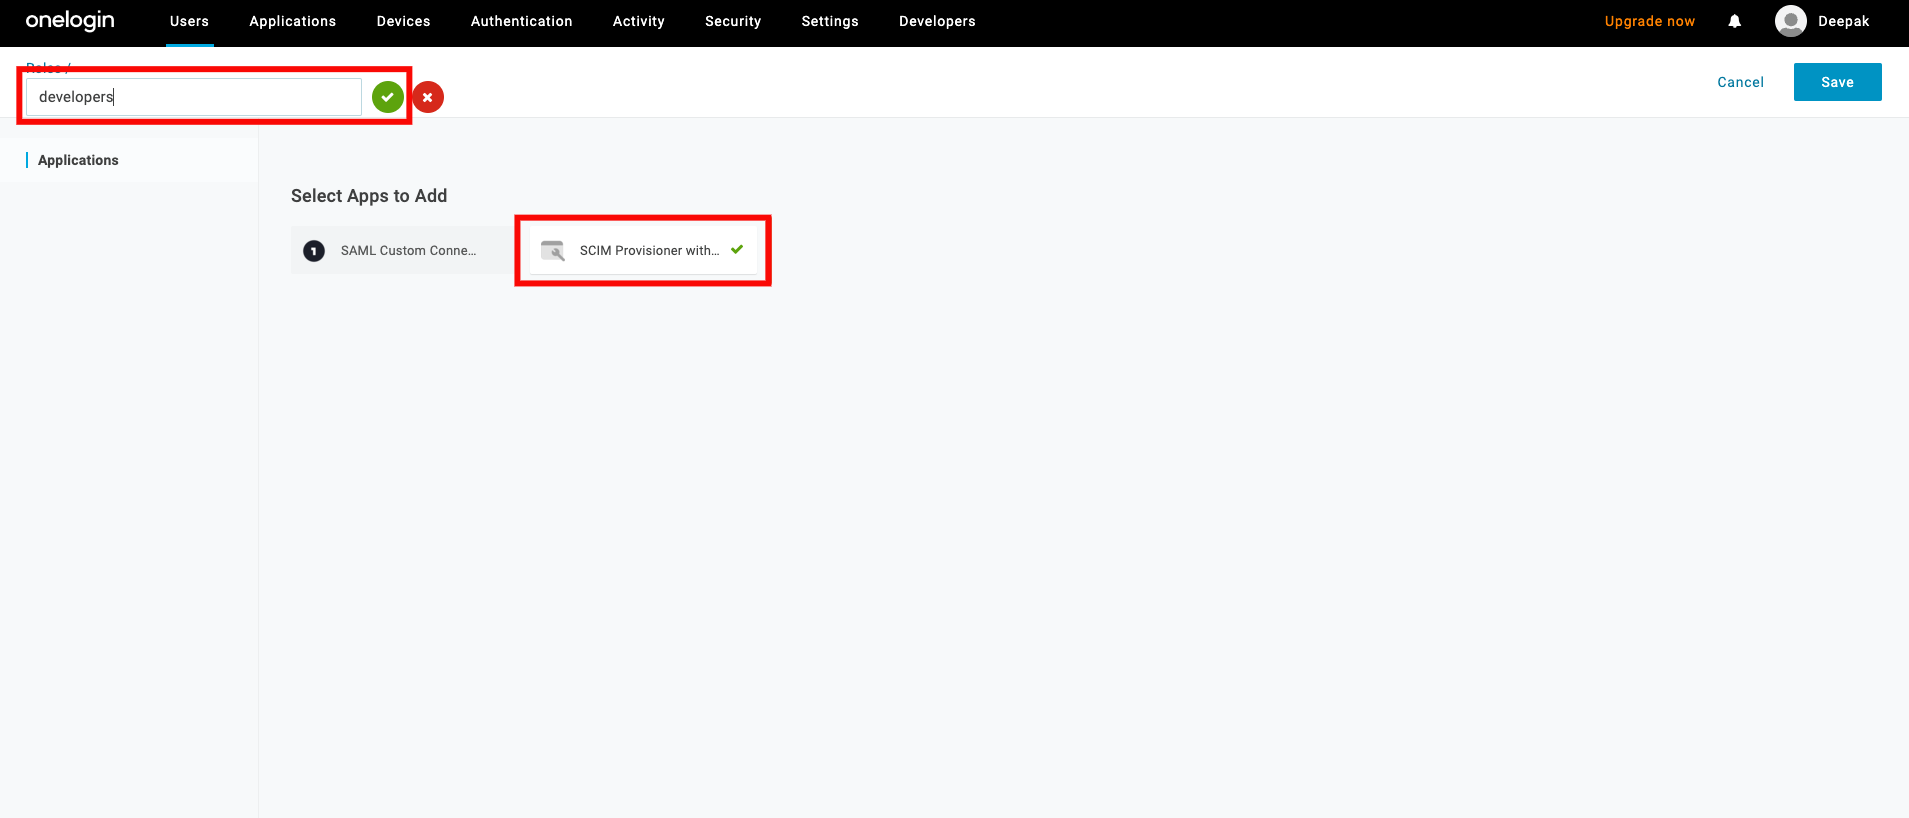 onelogin Users Applications Devices Authentication Activity Security Settings Developers Upgrade now Deepak
Roles /
developers
Cancel Save
Applications
Select Apps to Add
1 SAML Custom Conne... SCIM Provisioner with...